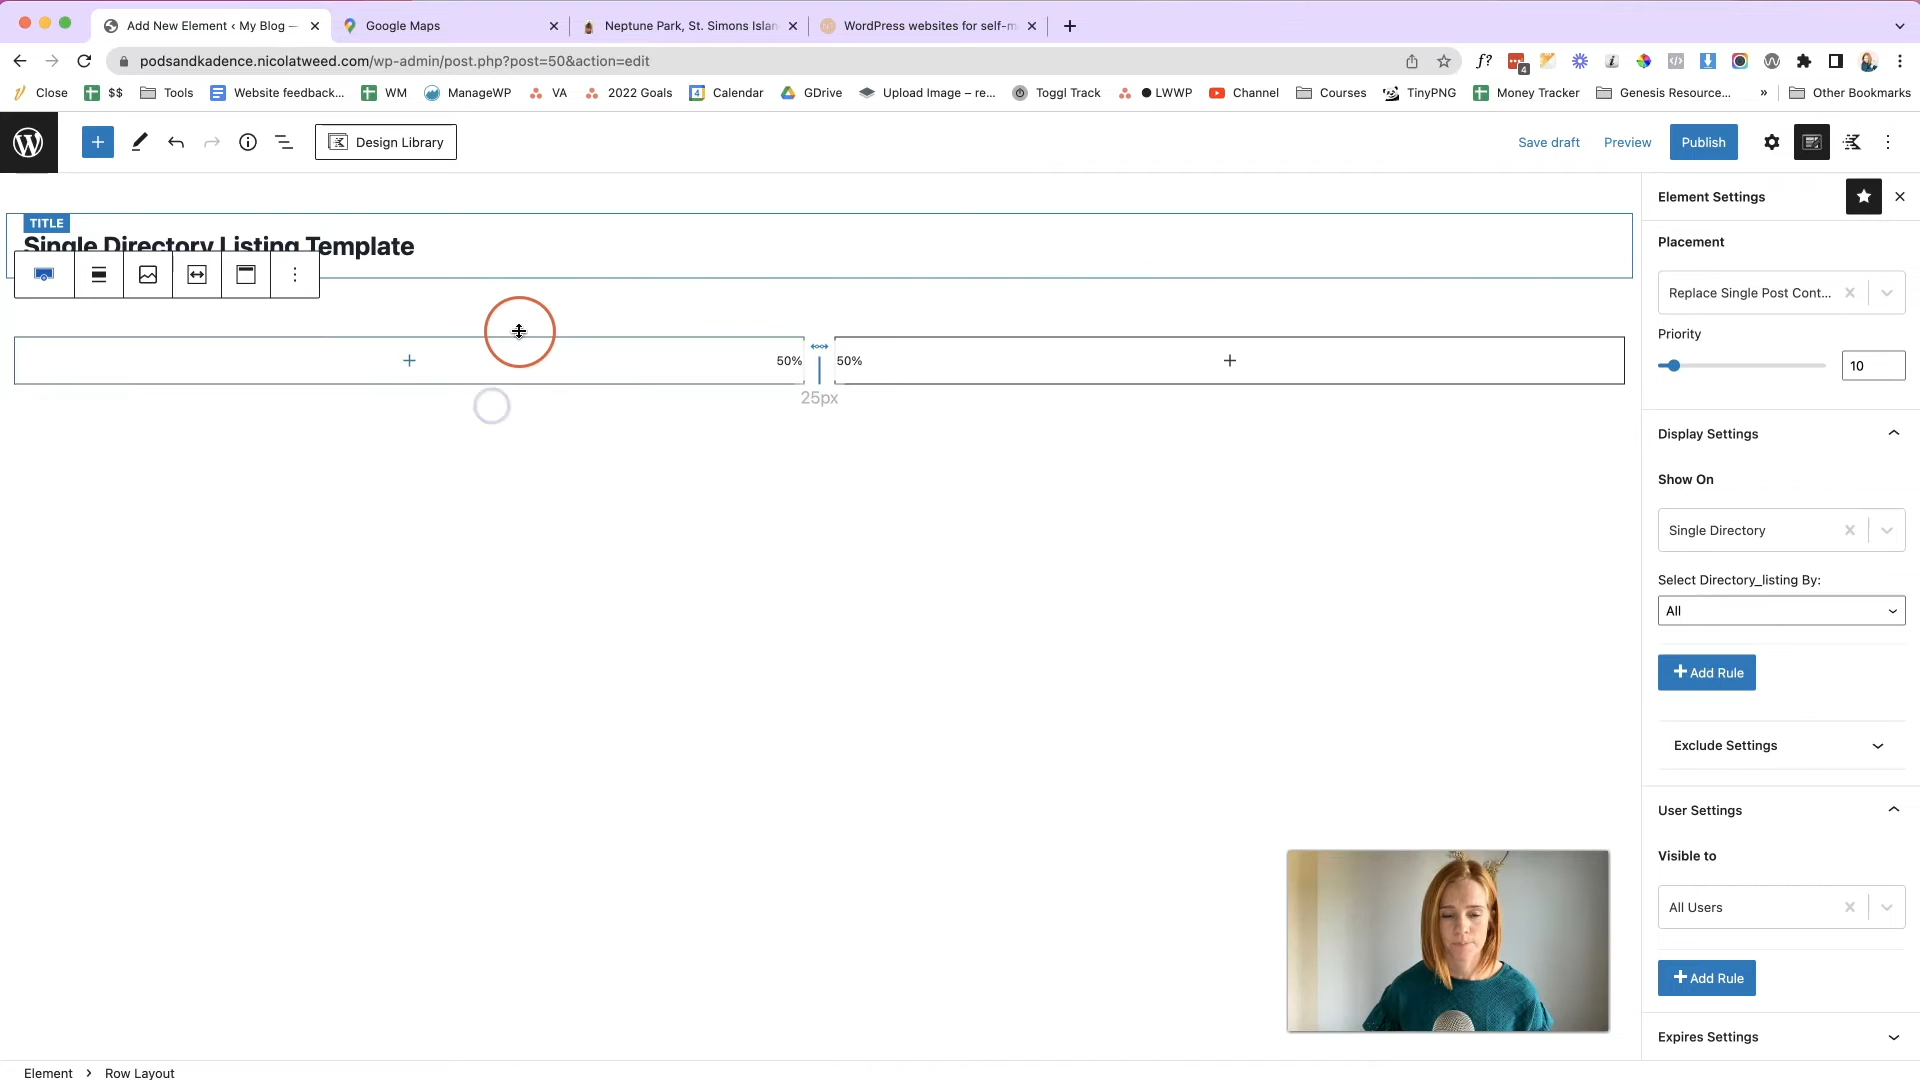 Add New Element ‹ My Blog —
Google Maps
Neptune Park, St. Simons Islan
WordPress websites for self-m
podsandkadence.nicolatweed.com/wp-admin/post.php?post=50&action=edit
f?
4
Close
$$
Tools
Website feedback...
WM
ManageWP
VA
2022 Goals
4
Calendar
GDrive
Upload Image – re...
Toggl Track
LWWP
Channel
Courses
TinyPNG
Money Tracker
Genesis Resource...
»
Other Bookmarks
Design Library
Save draft
Preview
Publish
TITLE
Single Directory Listing Template
50%
50%
25px
Element Settings
Placement
Replace Single Post Cont...
Priority
10
Display Settings
Show On
Single Directory
Select Directory_listing By:
All
Add Rule
Exclude Settings
User Settings
Visible to
All Users
Add Rule
Expires Settings
Element › Row Layout